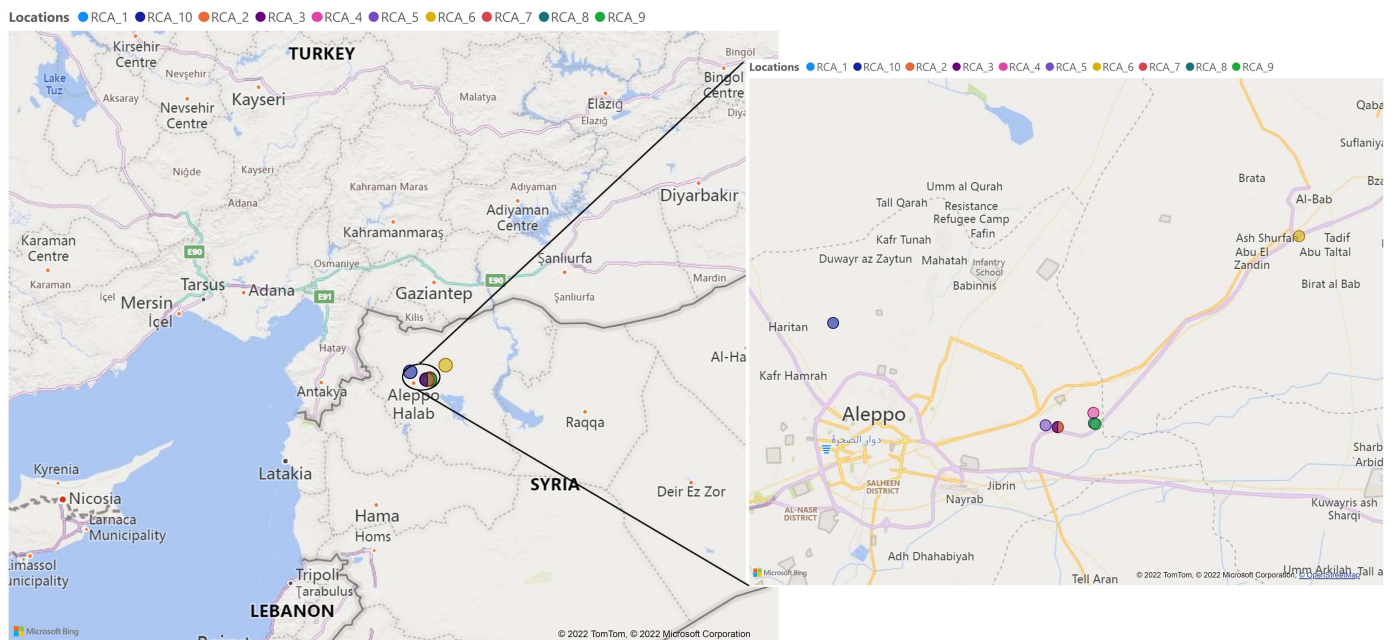 Locations RCA_1 RCA_10 RCA_2 RCA_3 RCA_4 RCA_5 RCA_6 RCA_7 RCA_8 RCA_9
Kirsehir
Centre
TURKEY
Bingöl
Bingol
Centre
Lake
Tuz
Nevşehir
Aksaray
Nevsehir
Centre
Kayseri
Malatya
Elâzığ
Elazığ
Niğde
Kayseri
Adana
Kahraman Maras
Adıyaman
Adiyaman
Centre
Diyarbakır
Kahramanmaraş
Karaman
Centre
Karaman
E90
Osmaniye
Şanlıurfa
Şanlıurfa
Mardin
İçel
Tarsus
Adana
E91
E90
Mersin
İçel
Gaziantep
Kilis
Hatay
Antakya
Aleppo
Halab
Al-Ha
Raqqa
Kyrenia
Latakia
SYRIA
Nicosia
Deir Ez Zor
Larnaca
Municipality
Hama
Homs
Limassol
unicipality
Tripoli
Tarabulus
LEBANON
Microsoft Bing
© 2022 TomTom, © 2022 Microsoft Corporation
Locations RCA_1 RCA_10 RCA_2 RCA_3 RCA_4 RCA_5 RCA_6 RCA_7 RCA_8 RCA_9
Qaba
Suflaniy
Brata
Bza
Al-Bab
Umm al Qurah
Tall Qarah
Resistance
Refugee Camp
Fafin
Kafr Tunah
Ash Shurfah
Abu El
Zandin
Tadif
Abu Taltal
Duwayr az Zaytun
Mahatah
Infantry
School
Babinnis
Birat al Bab
Haritan
Kafr Hamrah
Aleppo
دوار الصخرة
Sharb
Arbid
SALHEEN
DISTRICT
Jibrin
Nayrab
AL-NASR
DISTRICT
Kuwayris ash
Sharqi
Adh Dhahabiyah
Tell Aran
Umm Arkilah
Tall a
Microsoft Bing
© 2022 TomTom, © 2022 Microsoft Corporation, © OpenStreetMap